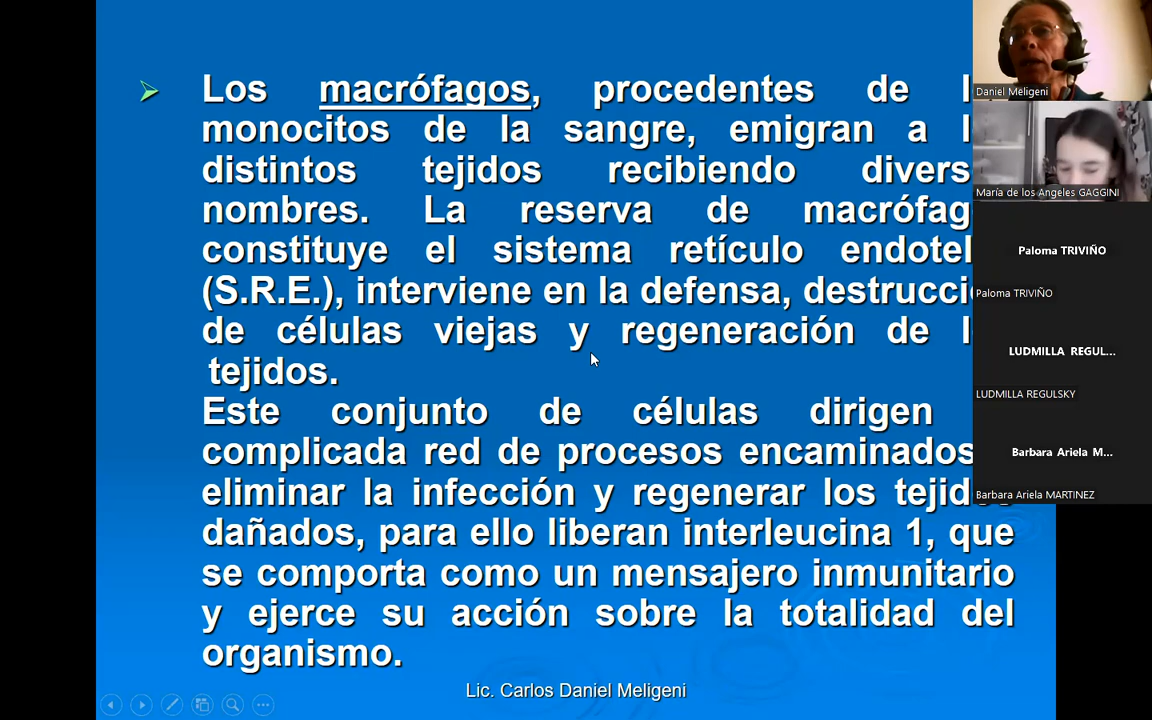 Los macrófagos, procedentes de
monocitos de la sangre, emigran a
distintos tejidos recibiendo divers
nombres. La reserva de macrófag
constituye el sistema retículo endotel
(S.R.E.), interviene en la defensa, destrucci
de células viejas y regeneración de
tejidos.
Este conjunto de células dirigen
complicada red de procesos encaminados
eliminar la infección y regenerar los tejid
dañados, para ello liberan interleucina 1, que
se comporta como un mensajero inmunitario
y ejerce su acción sobre la totalidad del
organismo.
Lic. Carlos Daniel Meligeni
Daniel Meligeni
María de los Angeles GAGGINI
Paloma TRIVIÑO
Paloma TRIVIÑO
LUDMILLA REGUL...
LUDMILLA REGULSKY
Barbara Ariela M...
Barbara Ariela MARTINEZ